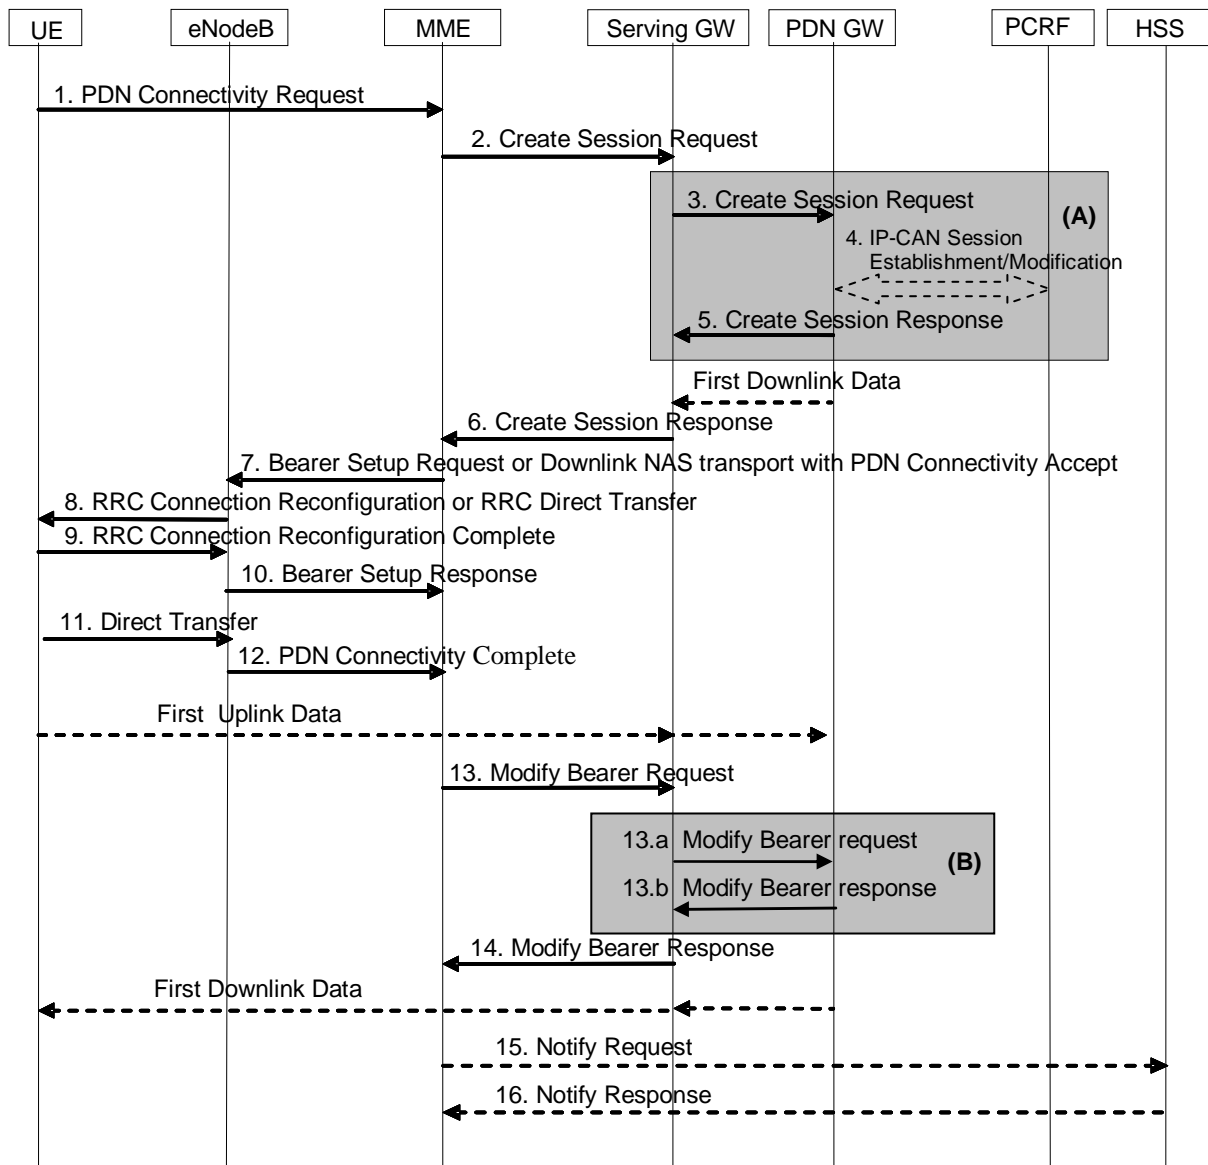 UE
eNodeB
MME
Serving GW
PDN GW
PCRF
HSS
1. PDN Connectivity Request
2. Create Session Request
3. Create Session Request
(A)
4. IP-CAN Session
Establishment/Modification
5. Create Session Response
First Downlink Data
6. Create Session Response
7. Bearer Setup Request or Downlink NAS transport with PDN Connectivity Accept
8. RRC Connection Reconfiguration or RRC Direct Transfer
9. RRC Connection Reconfiguration Complete
10. Bearer Setup Response
11. Direct Transfer
12. PDN Connectivity Complete
First Uplink Data
13. Modify Bearer Request
13.a Modify Bearer request
(B)
13.b Modify Bearer response
14. Modify Bearer Response
First Downlink Data
15. Notify Request
16. Notify Response